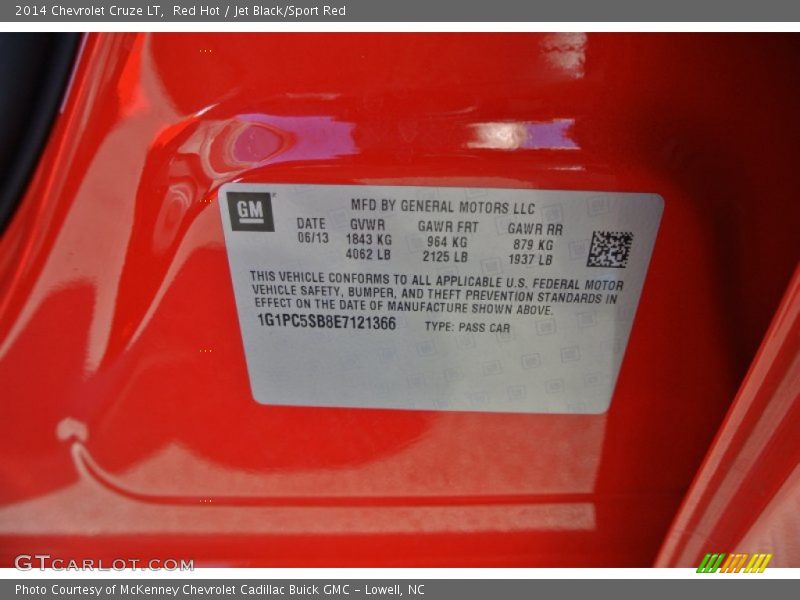 2014 Chevrolet Cruze LT, Red Hot / Jet Black/Sport Red
GM
MFD BY GENERAL MOTORS LLC
DATE GVWR GAWR FRT GAWR RR
06/13 1843 KG 964 KG 879 KG
4062 LB 2125 LB 1937 LB
THIS VEHICLE CONFORMS TO ALL APPLICABLE U.S. FEDERAL MOTOR
VEHICLE SAFETY, BUMPER, AND THEFT PREVENTION STANDARDS IN
EFFECT ON THE DATE OF MANUFACTURE SHOWN ABOVE.
1G1PC5SB8E7121366 TYPE: PASS CAR
GTCARLOT.COM
Photo Courtesy of McKenney Chevrolet Cadillac Buick GMC - Lowell, NC